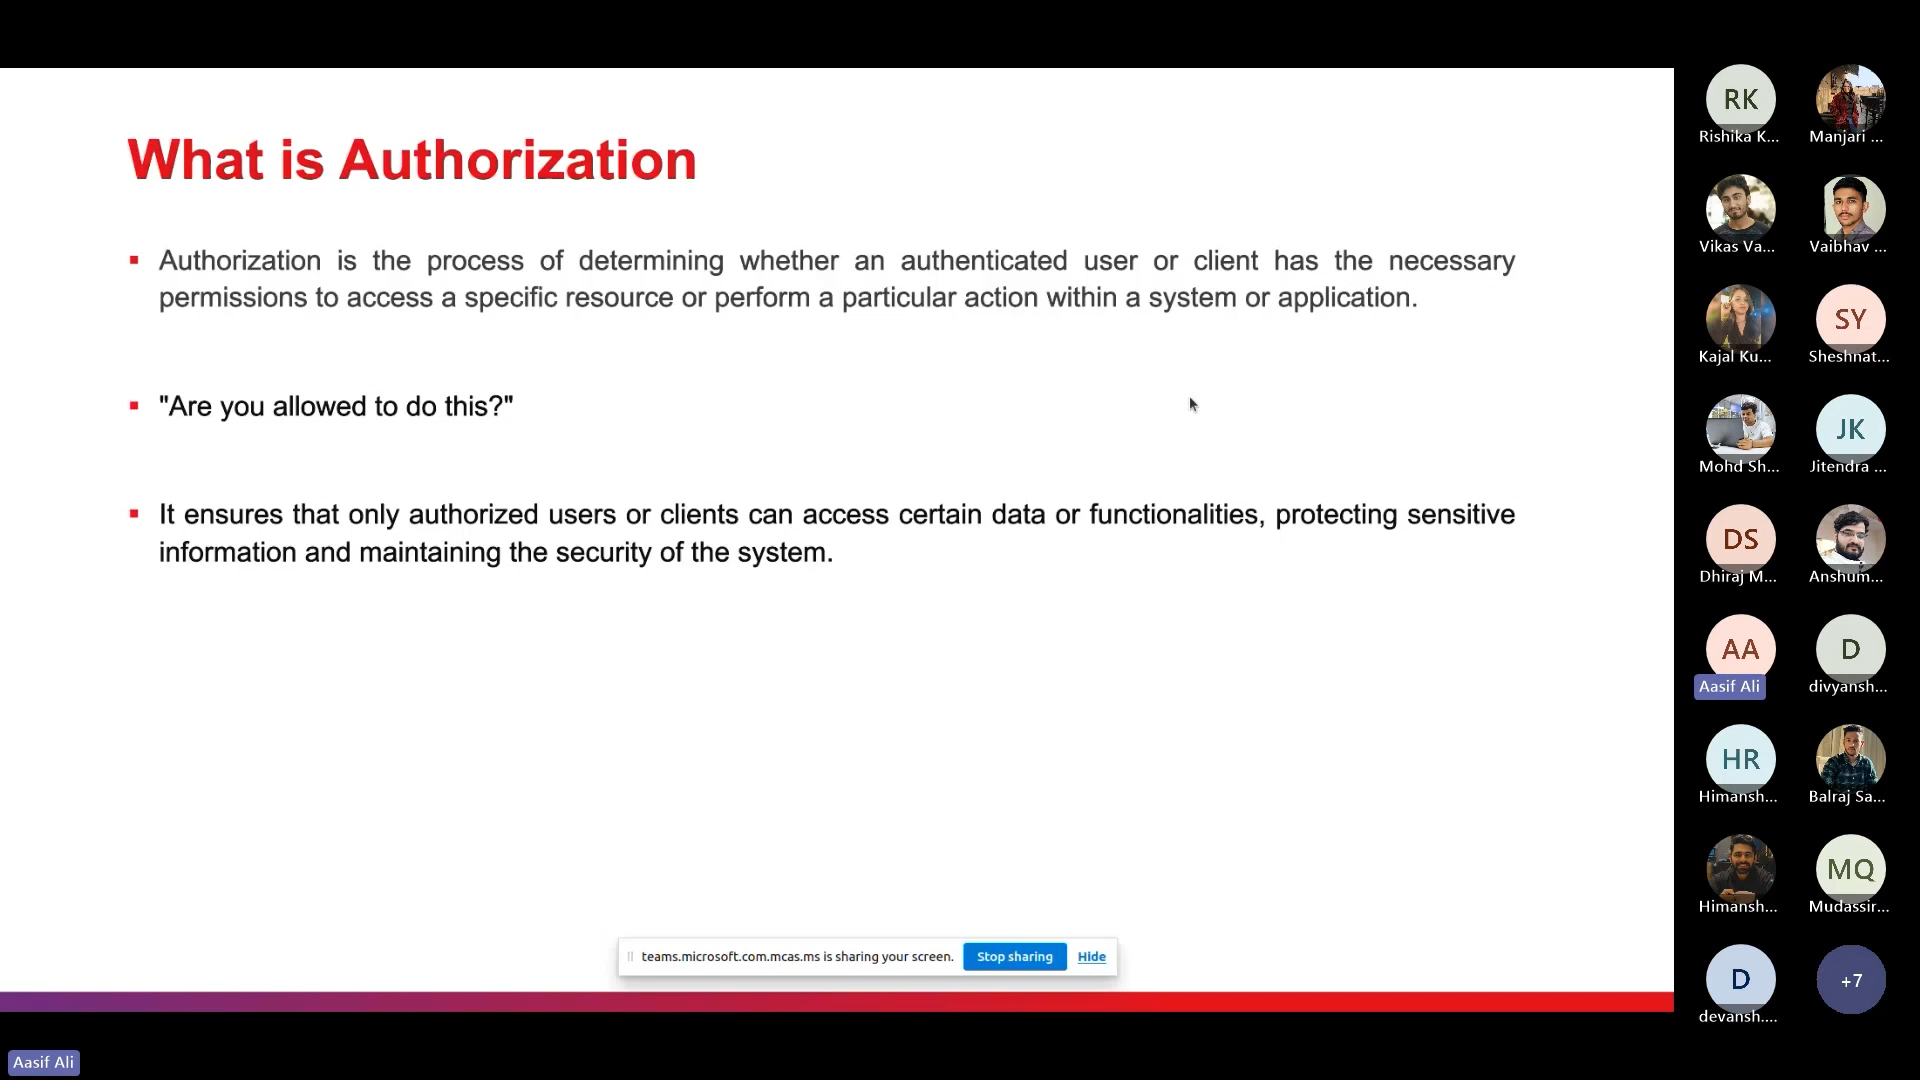 What is Authorization
▪ Authorization is the process of determining whether an authenticated user or client has the necessary
permissions to access a specific resource or perform a particular action within a system or application.
▪ "Are you allowed to do this?"
▪ It ensures that only authorized users or clients can access certain data or functionalities, protecting sensitive
information and maintaining the security of the system.
teams.microsoft.com.mcas.ms is sharing your screen. Stop sharing Hide
RK
Rishika K... Manjari ...
Vikas Va... Vaibhav ...
SY
Kajal Ku... Sheshnat...
JK
Mohd Sh... Jitendra ...
DS
Dhiraj M... Anshum...
AA D
Aasif Ali divyansh...
HR
Himansh... Balraj Sa...
MQ
Himansh... Mudassir...
D +7
devansh....
Aasif Ali